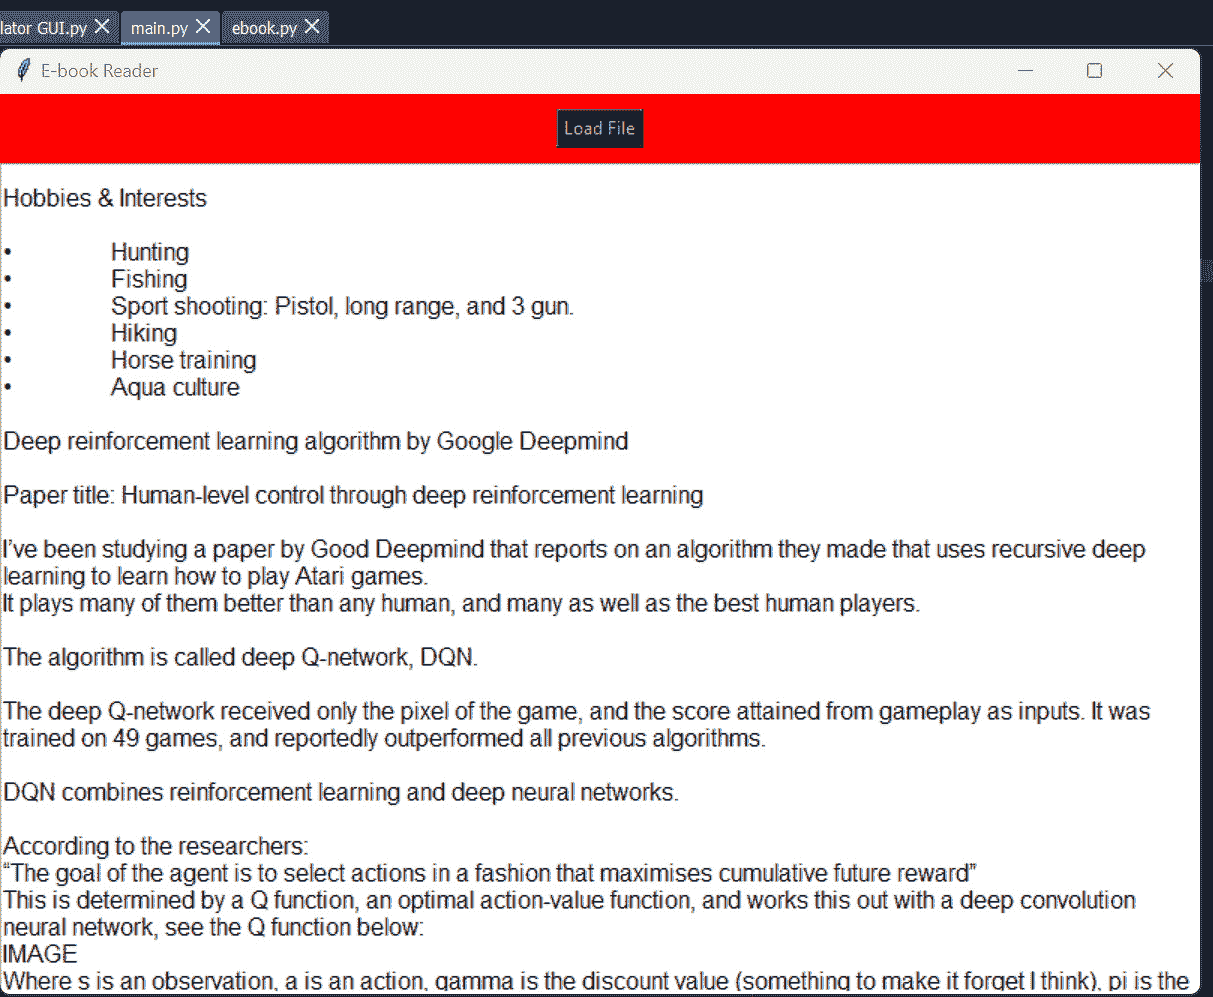 lator GUI.py
main.py
ebook.py
E-book Reader
Load File
Hobbies & Interests
• Hunting
• Fishing
• Sport shooting: Pistol, long range, and 3 gun.
• Hiking
• Horse training
• Aqua culture
Deep reinforcement learning algorithm by Google Deepmind
Paper title: Human-level control through deep reinforcement learning
I’ve been studying a paper by Good Deepmind that reports on an algorithm they made that uses recursive deep
learning to learn how to play Atari games.
It plays many of them better than any human, and many as well as the best human players.
The algorithm is called deep Q-network, DQN.
The deep Q-network received only the pixel of the game, and the score attained from gameplay as inputs. It was
trained on 49 games, and reportedly outperformed all previous algorithms.
DQN combines reinforcement learning and deep neural networks.
According to the researchers:
“The goal of the agent is to select actions in a fashion that maximises cumulative future reward”
This is determined by a Q function, an optimal action-value function, and works this out with a deep convolution
neural network, see the Q function below:
IMAGE
Where s is an observation, a is an action, gamma is the discount value (something to make it forget I think), pi is the